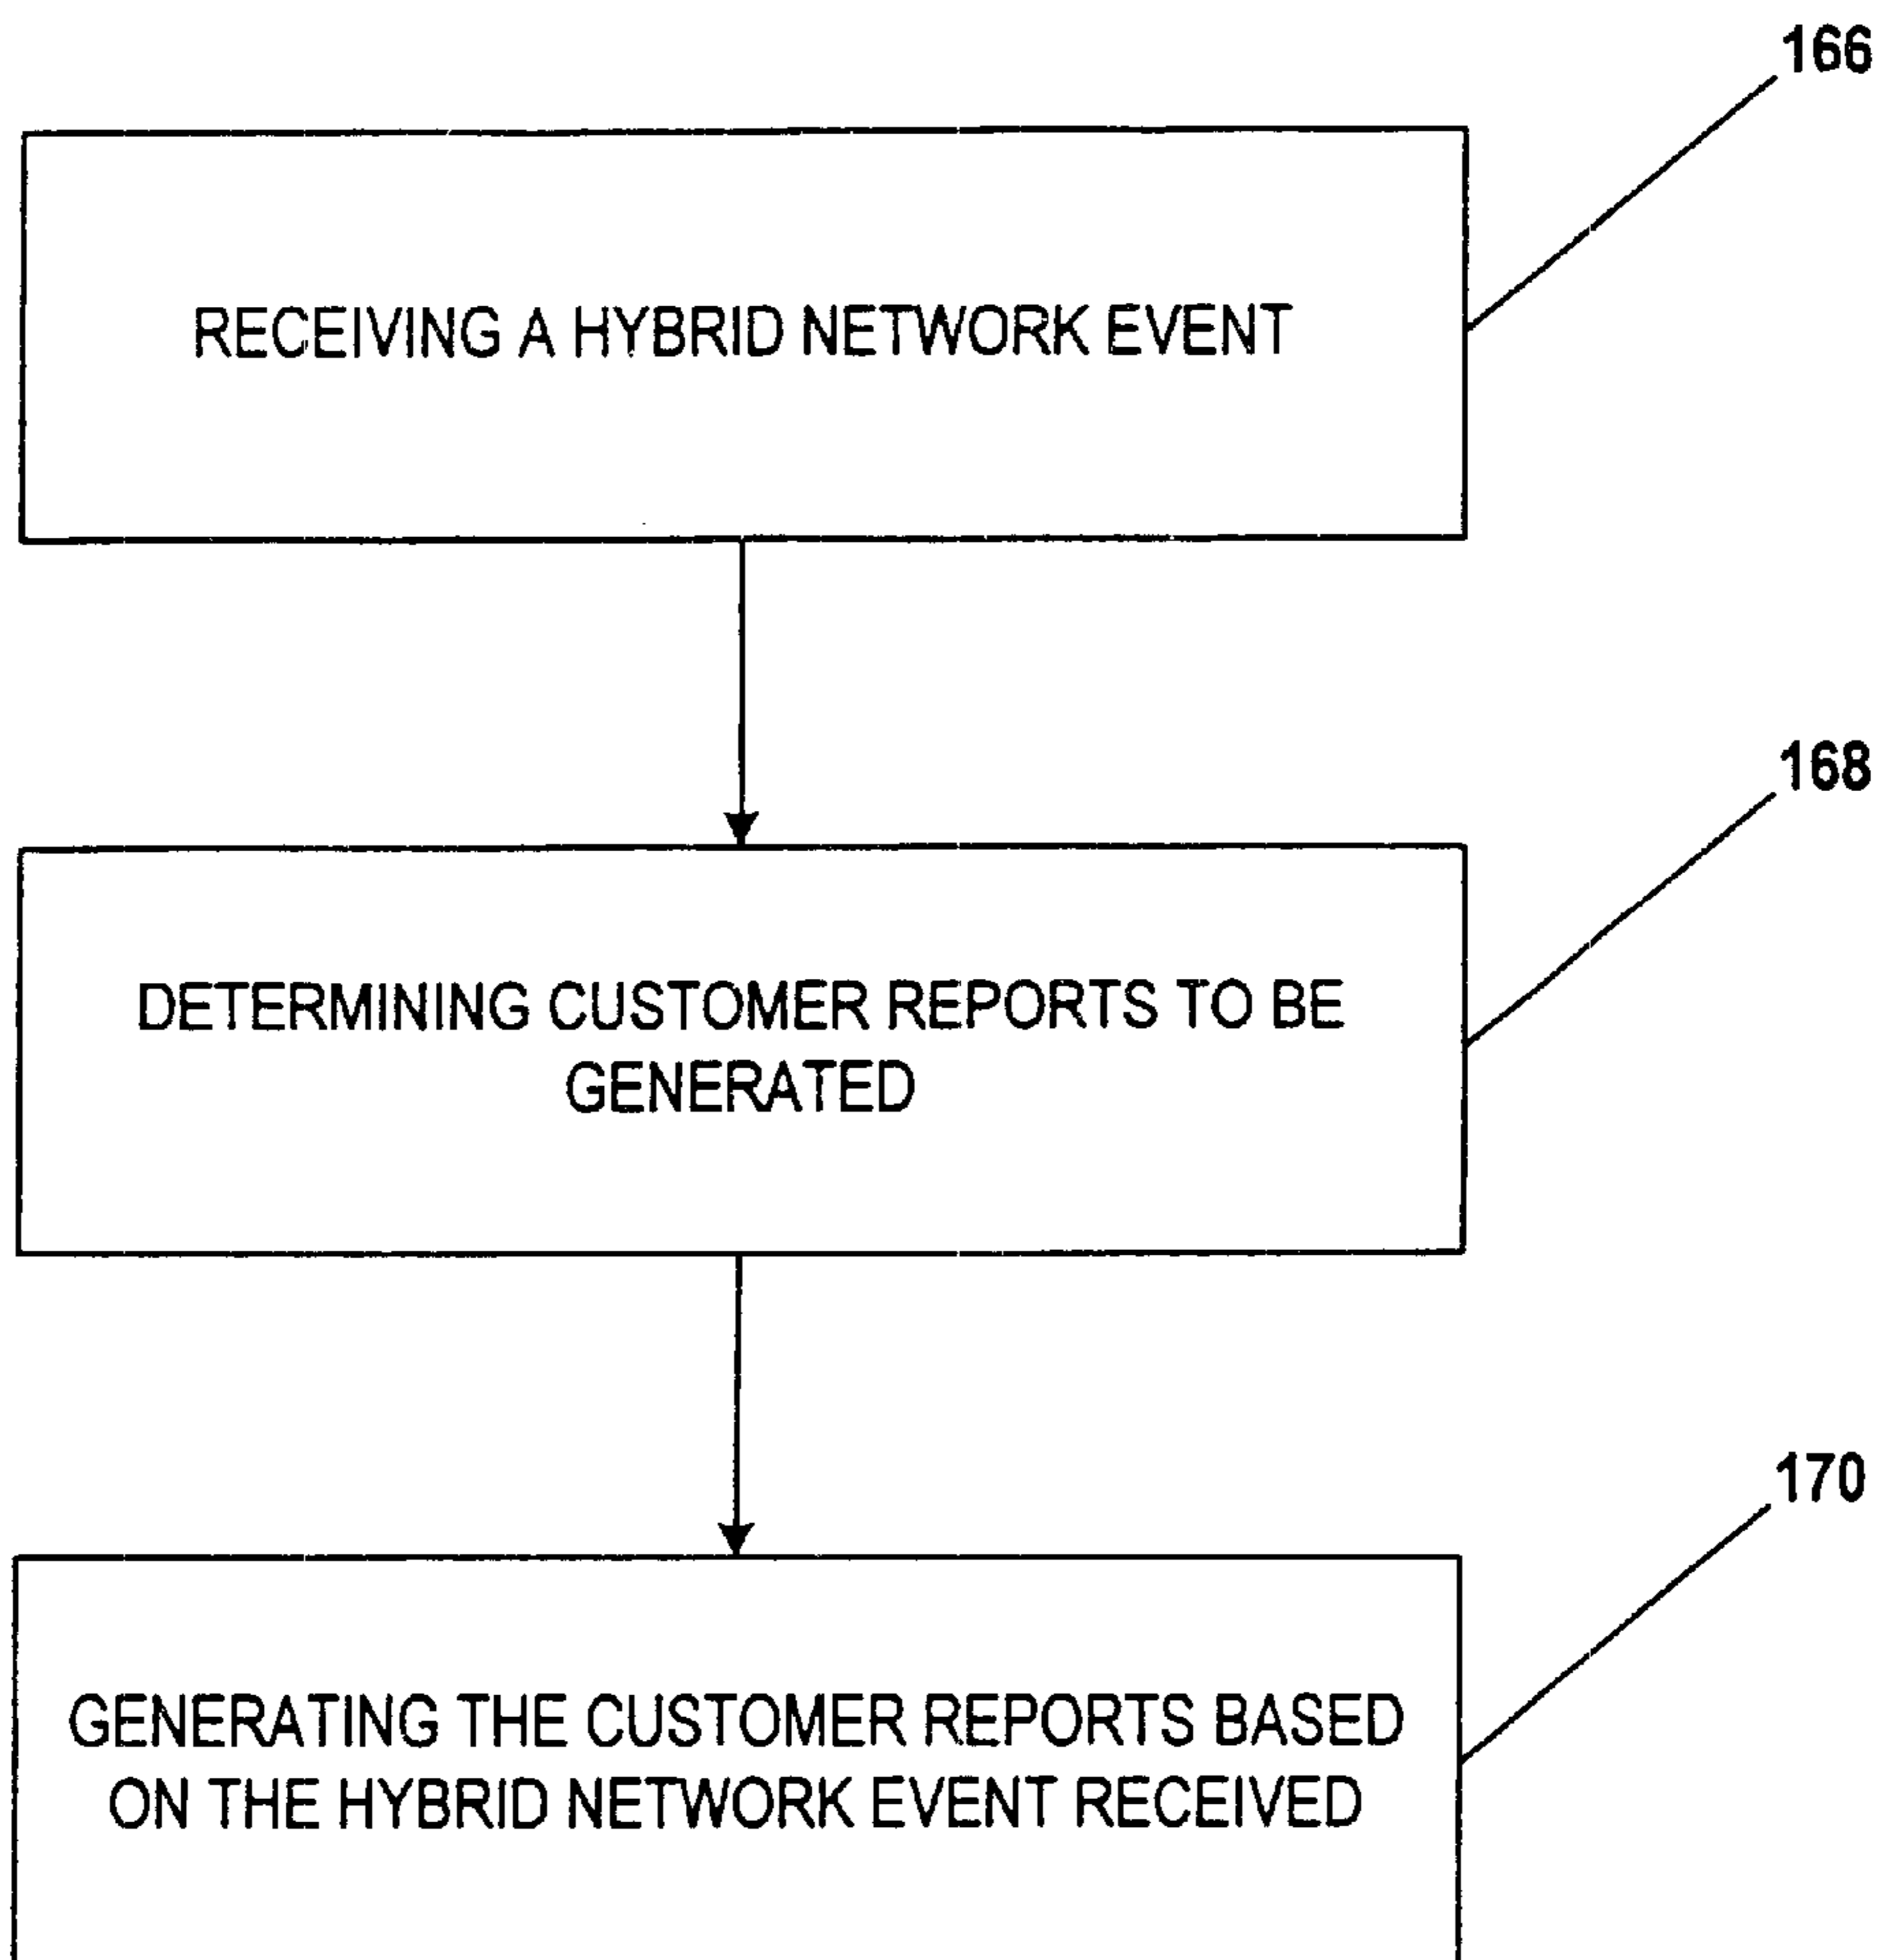 166
RECEIVING A HYBRID NETWORK EVENT
168
DETERMINING CUSTOMER REPORTS TO BE
GENERATED
170
GENERATING THE CUSTOMER REPORTS BASED
ON THE HYBRID NETWORK EVENT RECEIVED